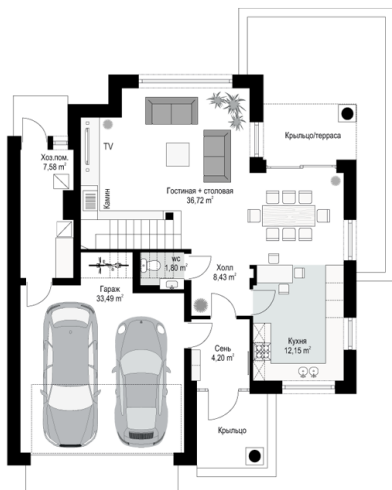 Крыльцо/терраса
Хоз.пом.
7,58 m²
TV
Камин
Гостиная + столовая
36,72 m²
wc
1,80 m²
Холл
8,43 m²
Гараж
33,49 m²
Кухня
12,15 m²
Сень
4,20 m²
Крыльцо